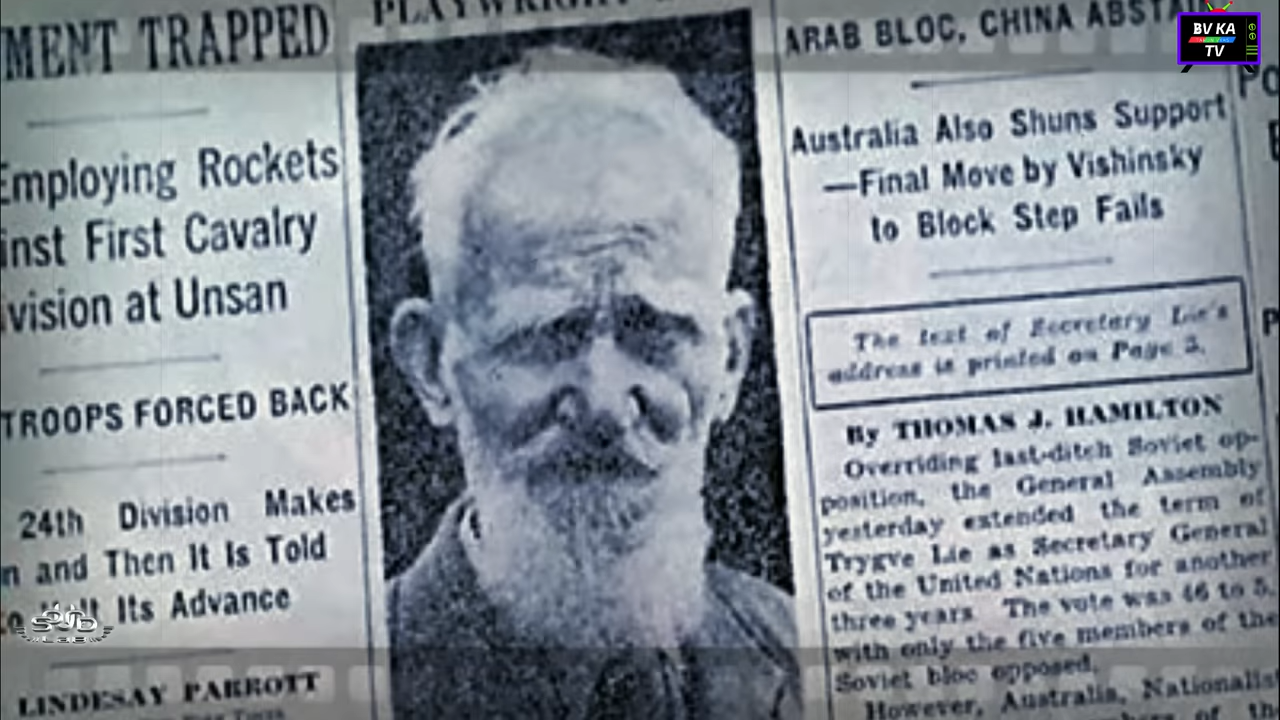 MENT TRAPPED
Employing Rockets
inst First Cavalry
vision at Unsan
TROOPS FORCED BACK
24th Division Makes
n and Then It Is Told
Its Advance
LINDESAY PARROTT
PLAYWRIGHT
ARAB BLOC, CHINA ABSTA
Australia Also Shuns Support
—Final Move by Vishinsky
to Block Step Fails
The text of Secretary Lie's
address is printed on Page 3.
By THOMAS J. HAMILTON
Overriding last-ditch Soviet op-
position, the General Assembly
yesterday extended the term of
Trygve Lie as Secretary General
of the United Nations for another
three years. The vote was 46 to 5,
with only the five members of the
Soviet bloc opposed.
However, Australia, Nationalist
of the
BV KA
TV